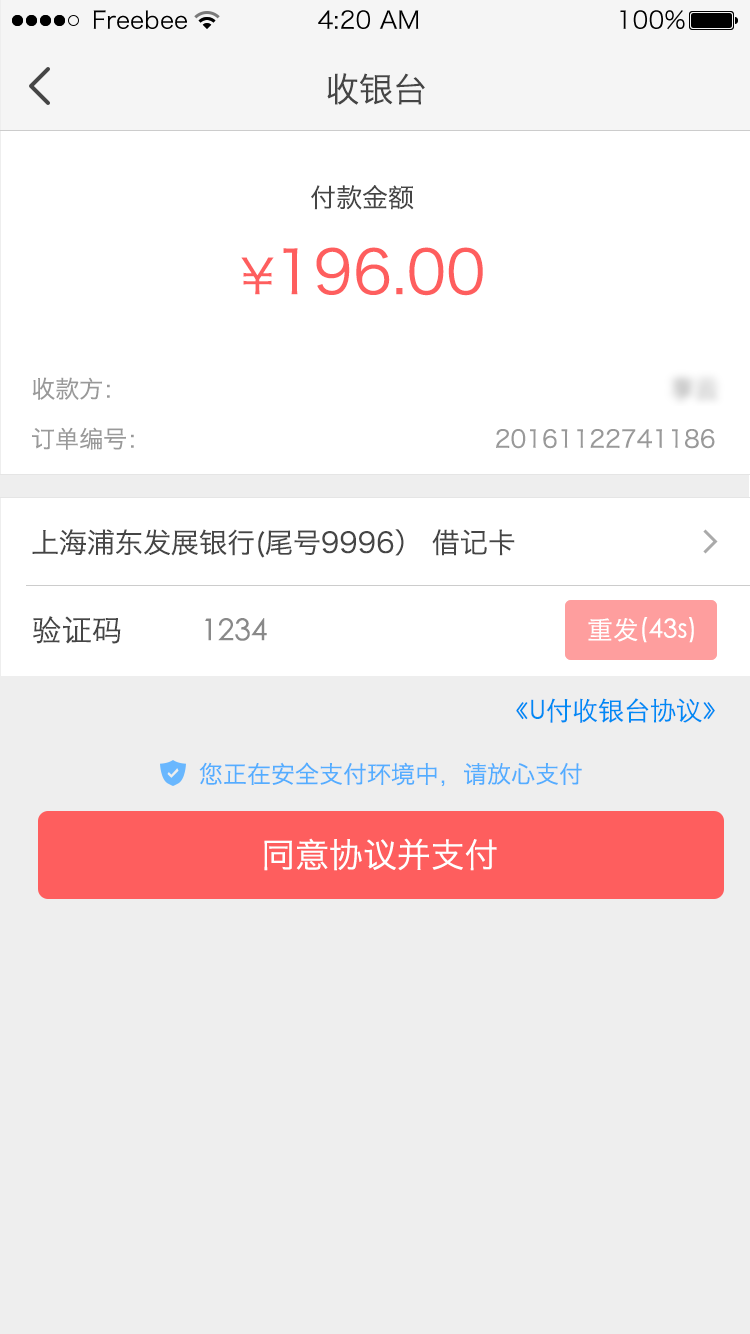 Freebee 4:20 AM 100%
收银台
付款金额
¥196.00
收款方:
订单编号: 20161122741186
上海浦东发展银行(尾号9996） 借记卡
验证码 1234 重发(43s)
《U付收银台协议》
您正在安全支付环境中，请放心支付
同意协议并支付